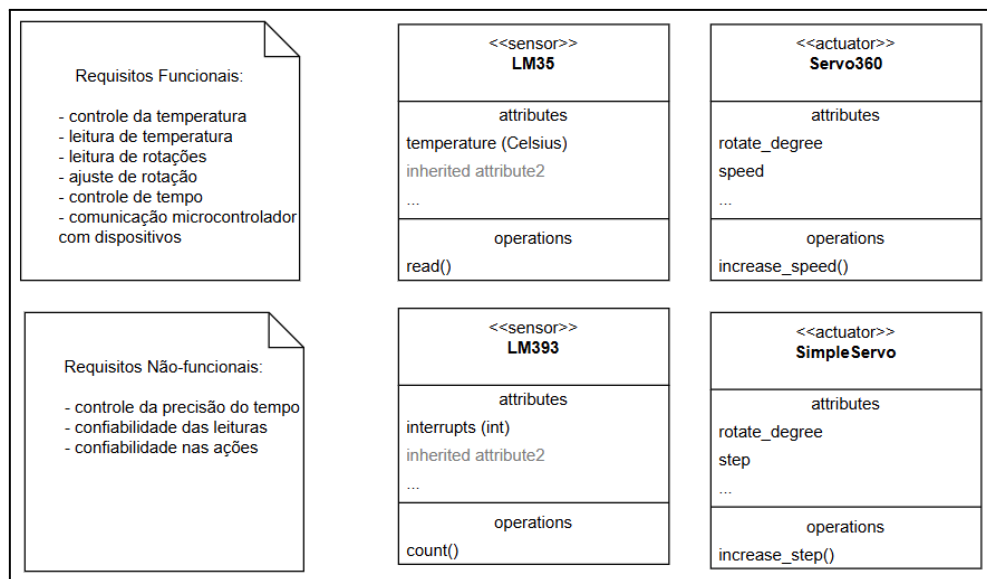 Requisitos Funcionais:
- controle da temperatura
- leitura de temperatura
- leitura de rotações
- ajuste de rotação
- controle de tempo
- comunicação microcontrolador
com dispositivos
<<sensor>>
LM35
attributes
temperature (Celsius)
inherited attribute2
...
operations
read()
<<actuator>>
Servo360
attributes
rotate_degree
speed
...
operations
increase_speed()
Requisitos Não-funcionais:
- controle da precisão do tempo
- confiabilidade das leituras
- confiabilidade nas ações
<<sensor>>
LM393
attributes
interrupts (int)
inherited attribute2
...
operations
count()
<<actuator>>
SimpleServo
attributes
rotate_degree
step
...
operations
increase_step()